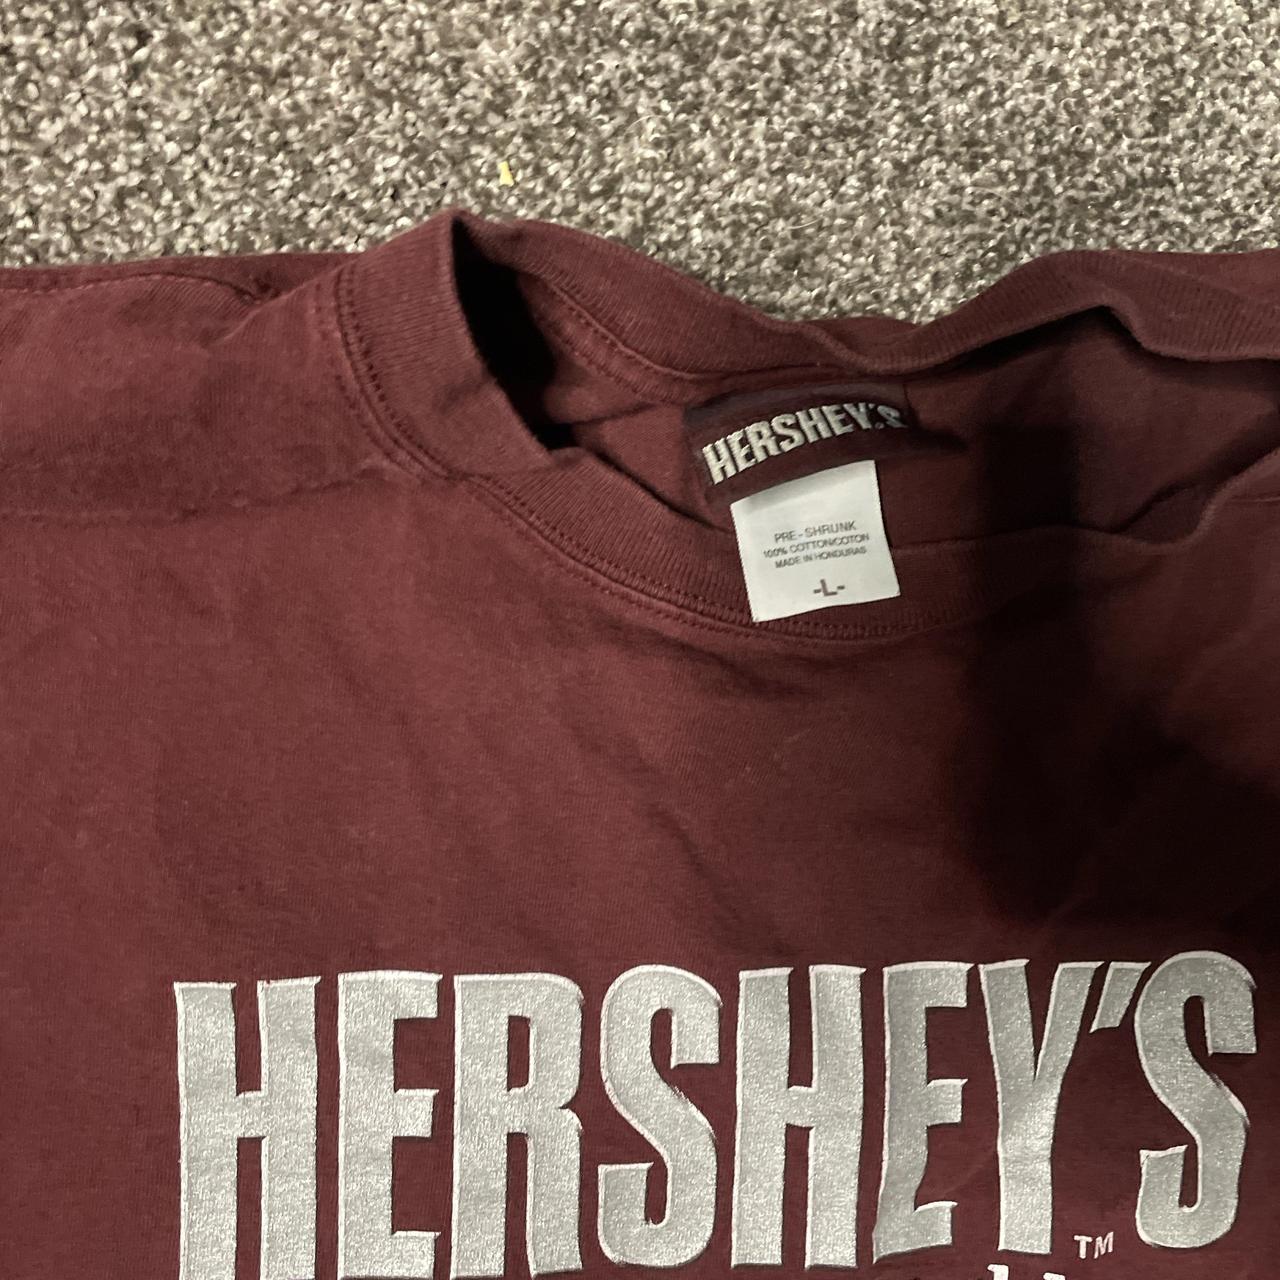 HERSHEY'S
PRE-SHRUNK
100% COTTON/COTON
MADE IN HONDURAS
-L-
HERSHEY'S
TM